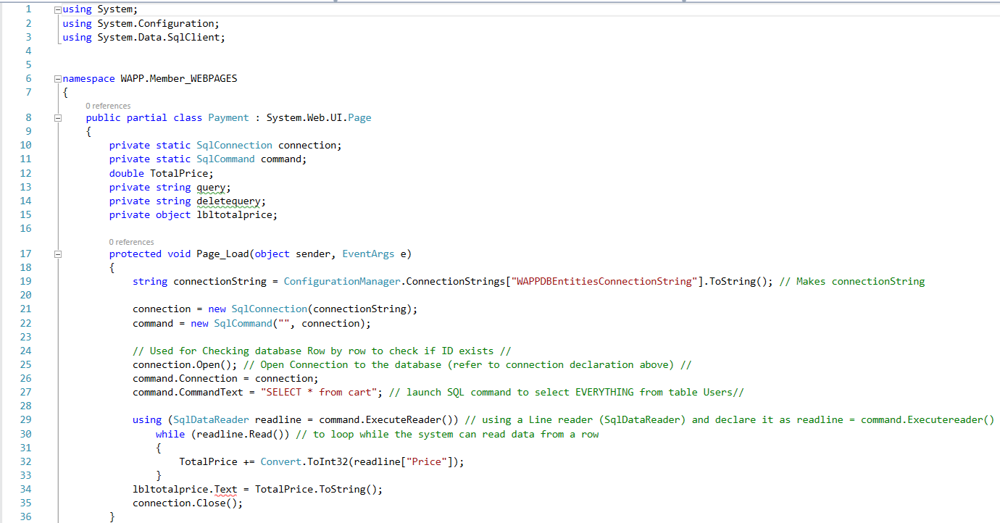 1 using System;
2 using System.Configuration;
3 using System.Data.SqlClient;
4
5
6 namespace WAPP.Member_WEBPAGES
7 {
0 references
8 public partial class Payment : System.Web.UI.Page
9 {
10 private static SqlConnection connection;
11 private static SqlCommand command;
12 double TotalPrice;
13 private string query;
14 private string deletequery;
15 private object lbltotalprice;
16
0 references
17 protected void Page_Load(object sender, EventArgs e)
18 {
19 string connectionString = ConfigurationManager.ConnectionStrings["WAPPDBEntitiesConnectionString"].ToString(); // Makes connectionString
20
21 connection = new SqlConnection(connectionString);
22 command = new SqlCommand("", connection);
23
24 // Used for Checking database Row by row to check if ID exists //
25 connection.Open(); // Open Connection to the database (refer to connection declaration above) //
26 command.Connection = connection;
27 command.CommandText = "SELECT * from cart"; // launch SQL command to select EVERYTHING from table Users//
28
29 using (SqlDataReader readline = command.ExecuteReader()) // using a Line reader (SqlDataReader) and declare it as readline = command.Executereader()
30 while (readline.Read()) // to loop while the system can read data from a row
31 {
32 TotalPrice += Convert.ToInt32(readline["Price"]);
33 }
34 lbltotalprice.Text = TotalPrice.ToString();
35 connection.Close();
36 }